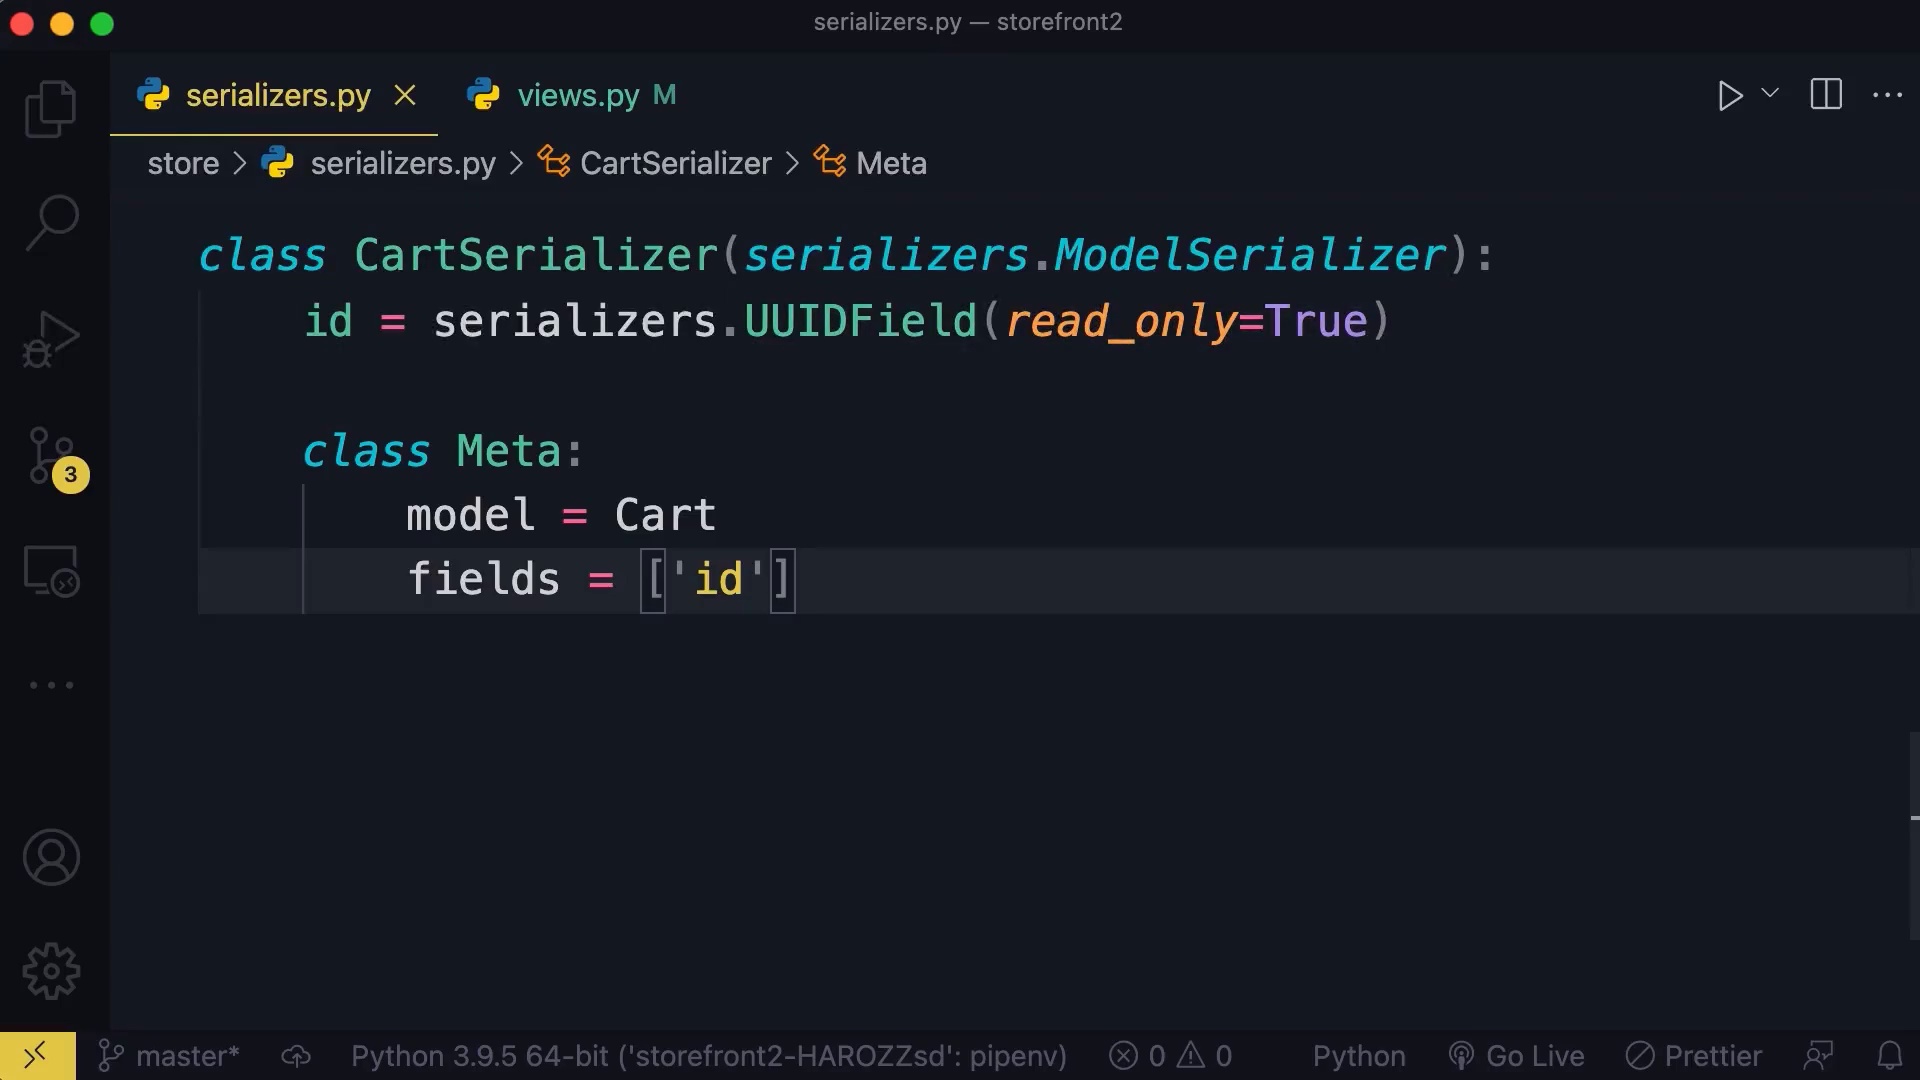 serializers.py — storefront2
serializers.py views.py M
store > serializers.py > CartSerializer > Meta
class CartSerializer(serializers.ModelSerializer):
id = serializers.UUIDField(read_only=True)
class Meta:
model = Cart
fields = ['id']
3
master* Python 3.9.5 64-bit ('storefront2-HAROZZsd': pipenv) 0 0 Python Go Live Prettier